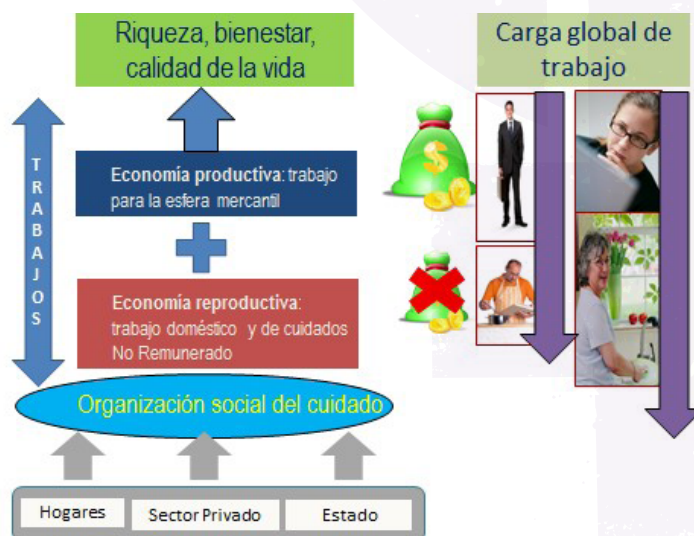 Riqueza, bienestar,
calidad de la vida
Carga global de
trabajo
TRABAJOS
$
Economía productiva: trabajo
para la esfera mercantil
Economía reproductiva:
trabajo doméstico y de cuidados
No Remunerado
Organización social del cuidado
Hogares
Sector Privado
Estado